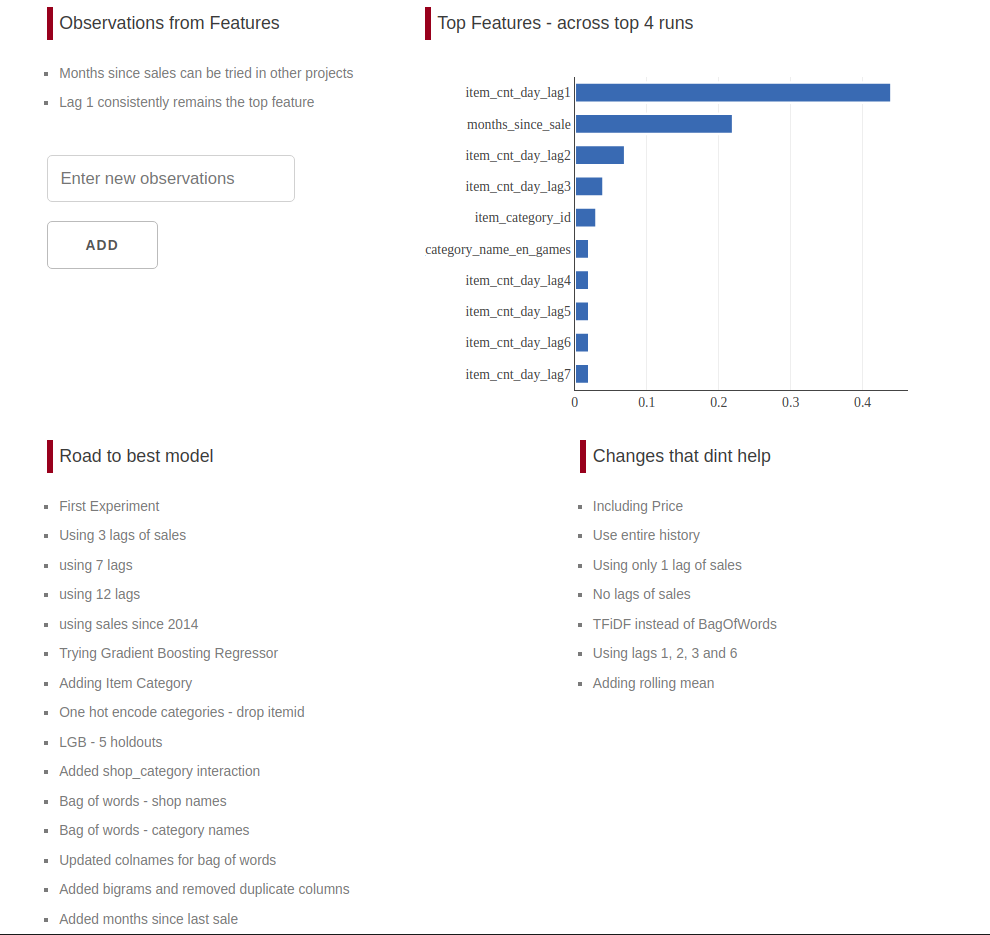 Observations from Features
Months since sales can be tried in other projects
Lag 1 consistently remains the top feature
Enter new observations
ADD
Top Features - across top 4 runs
item_cnt_day_lag1
months_since_sale
item_cnt_day_lag2
item_cnt_day_lag3
item_category_id
category_name_en_games
item_cnt_day_lag4
item_cnt_day_lag5
item_cnt_day_lag6
item_cnt_day_lag7
0 0.1 0.2 0.3 0.4
Road to best model
First Experiment
Using 3 lags of sales
using 7 lags
using 12 lags
using sales since 2014
Trying Gradient Boosting Regressor
Adding Item Category
One hot encode categories - drop itemid
LGB - 5 holdouts
Added shop_category interaction
Bag of words - shop names
Bag of words - category names
Updated colnames for bag of words
Added bigrams and removed duplicate columns
Added months since last sale
Changes that dint help
Including Price
Use entire history
Using only 1 lag of sales
No lags of sales
TFiDF instead of BagOfWords
Using lags 1, 2, 3 and 6
Adding rolling mean